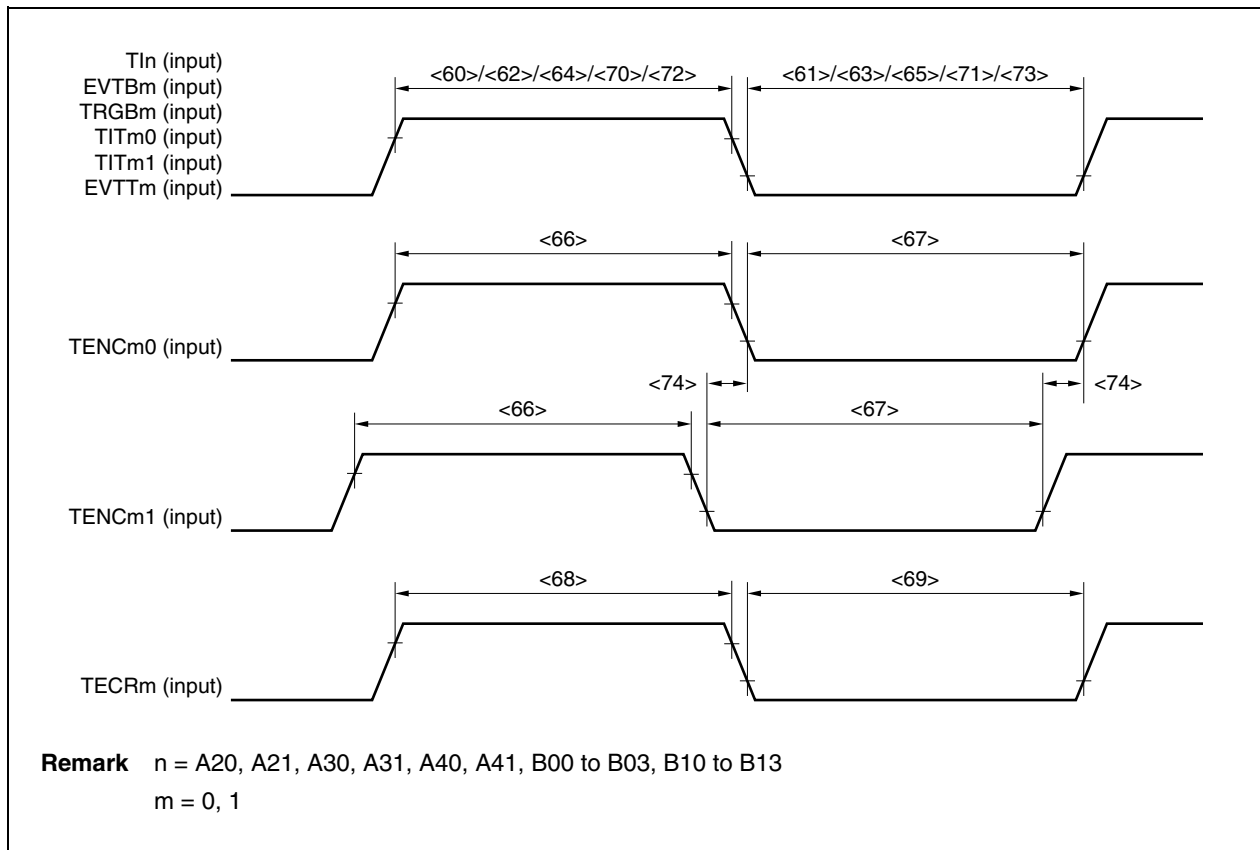 TIn (input)
EVTBm (input)
TRGBm (input)
TITm0 (input)
TITm1 (input)
EVTTm (input)
<60>/<62>/<64>/<70>/<72>
<61>/<63>/<65>/<71>/<73>
<66>
<67>
TENCm0 (input)
<74>
<74>
<66>
<67>
TENCm1 (input)
<68>
<69>
TECRm (input)
Remark n = A20, A21, A30, A31, A40, A41, B00 to B03, B10 to B13
m = 0, 1